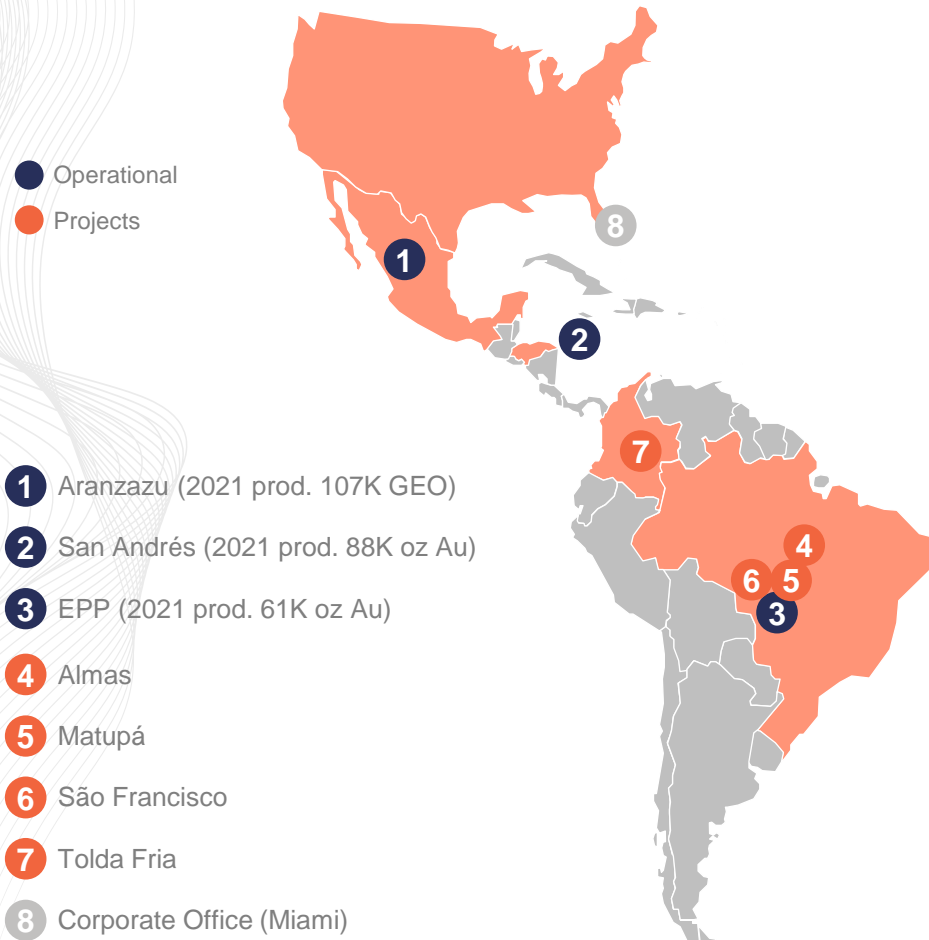 Operational
Projects
1 Aranzazu (2021 prod. 107K GEO)
2 San Andrés (2021 prod. 88K oz Au)
3 EPP (2021 prod. 61K oz Au)
4 Almas
5 Matupá
6 São Francisco
7 Tolda Fria
8 Corporate Office (Miami)
8
1
2
7
4
6
5
3